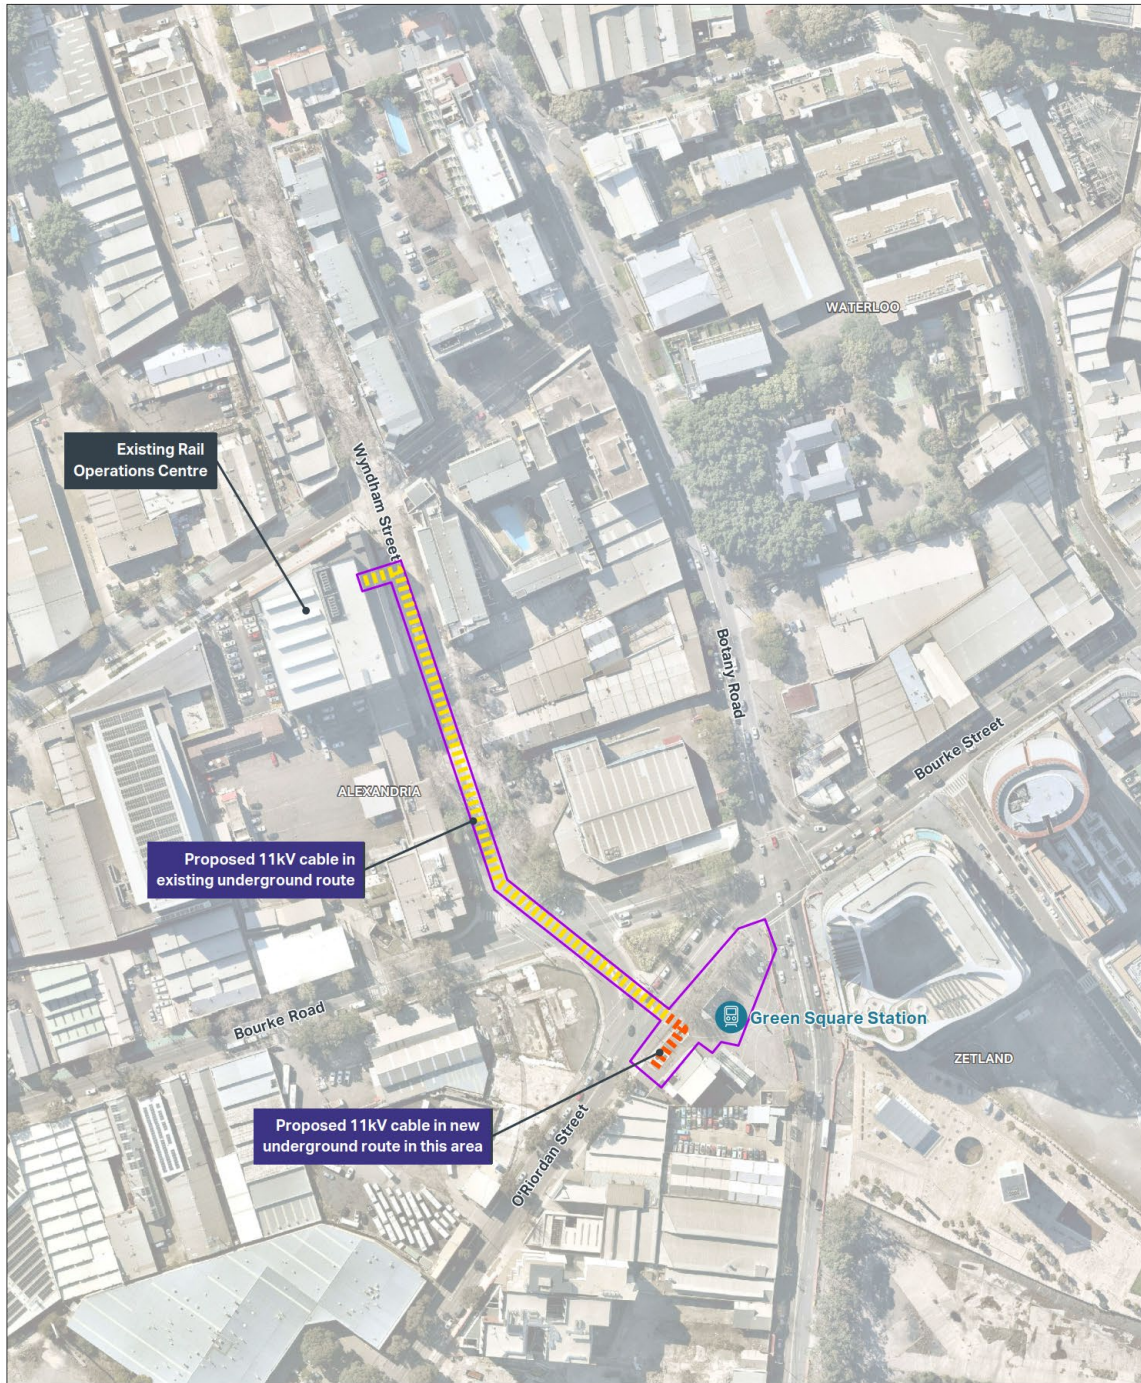 WATERLOO
Existing Rail
Operations Centre
Wyndham Street
Botany Road
Bourke Street
ALEXANDRIA
Proposed 11kV cable in
existing underground route
Green Square Station
Bourke Road
ZETLAND
Proposed 11kV cable in new
underground route in this area
O'Riordan Street